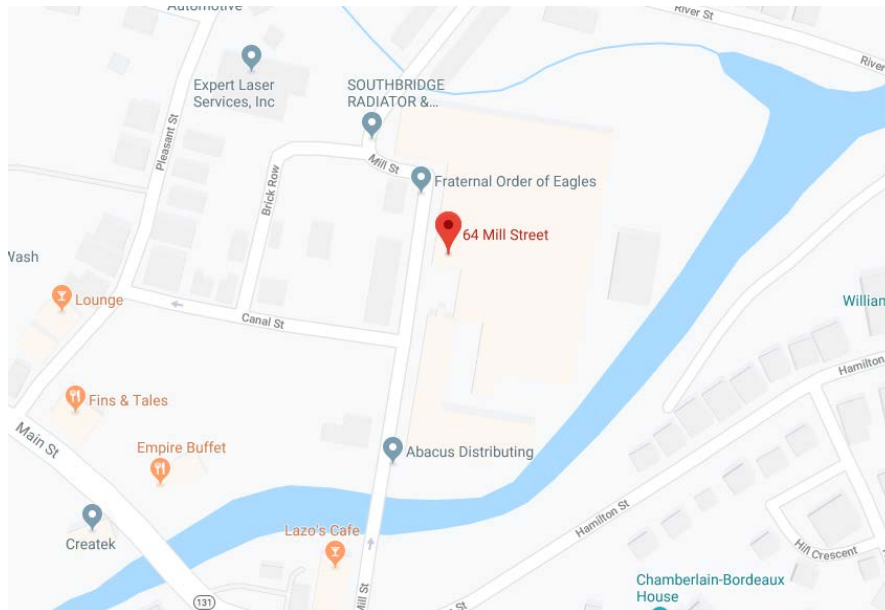 Automotive
River St
River
Expert Laser
Services, Inc
SOUTHBRIDGE
RADIATOR &...
Pleasant St
Mill St
Brick Row
Fraternal Order of Eagles
64 Mill Street
Wash
Lounge
Canal St
William
Hamilton
Fins & Tales
Main St
Empire Buffet
Abacus Distributing
Hamilton St
Createk
Lazo's Cafe
Hill Crescent
Mill St
131
St
Chamberlain-Bordeaux
House